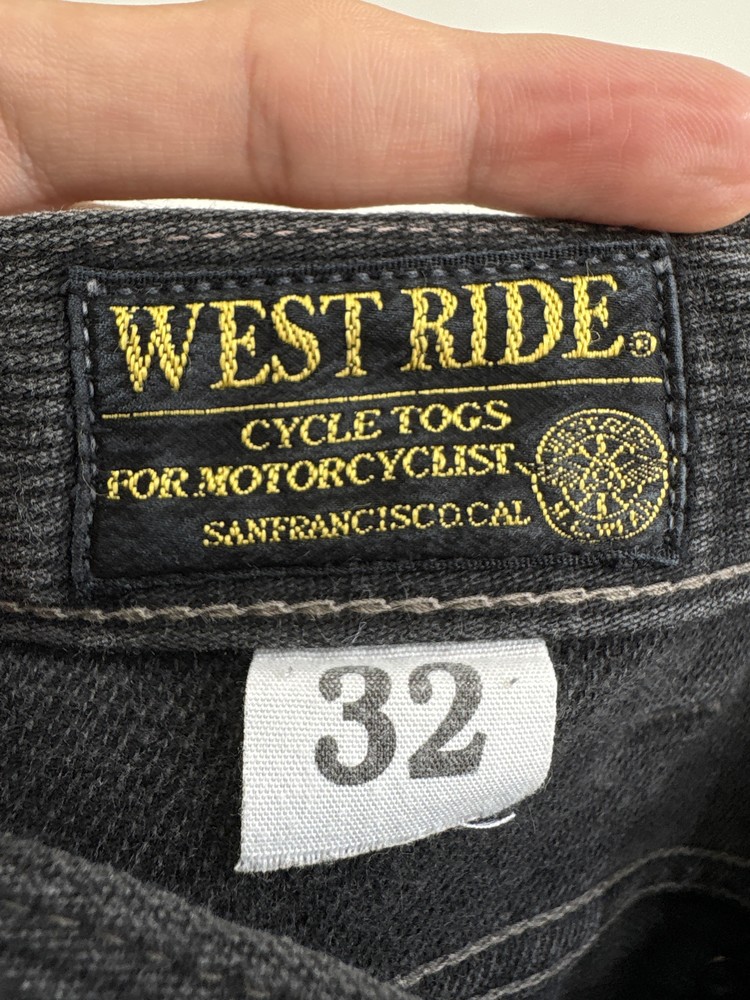 WEST RIDE®
CYCLE TOGS
FOR MOTORCYCLIST
SANFRANCISCO.CAL
32